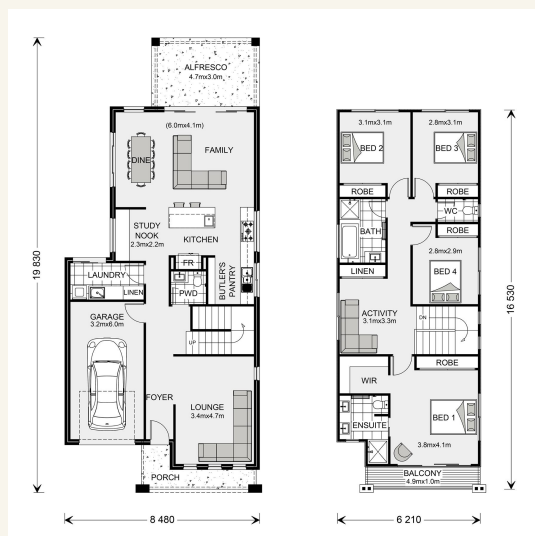 ALFRESCO
4.7mx3.0m
(6.0mx4.1m)
FAMILY
DINE
STUDY
NOOK
2.3mx2.2m
KITCHEN
FR
LAUNDRY
LINEN
PWD
BUTLER'S
PANTRY
GARAGE
3.2mx6.0m
UP
FOYER
LOUNGE
3.4mx4.7m
PORCH
19 830
8 480
3.1mx3.1m
BED 2
2.8mx3.1m
BED 3
ROBE
ROBE
WC
BATH
ROBE
2.8mx2.9m
BED 4
LINEN
ACTIVITY
3.1mx3.3m
DN
ROBE
WIR
ENSUITE
BED 1
3.8mx4.1m
BALCONY
4.9mx1.0m
16 530
6 210